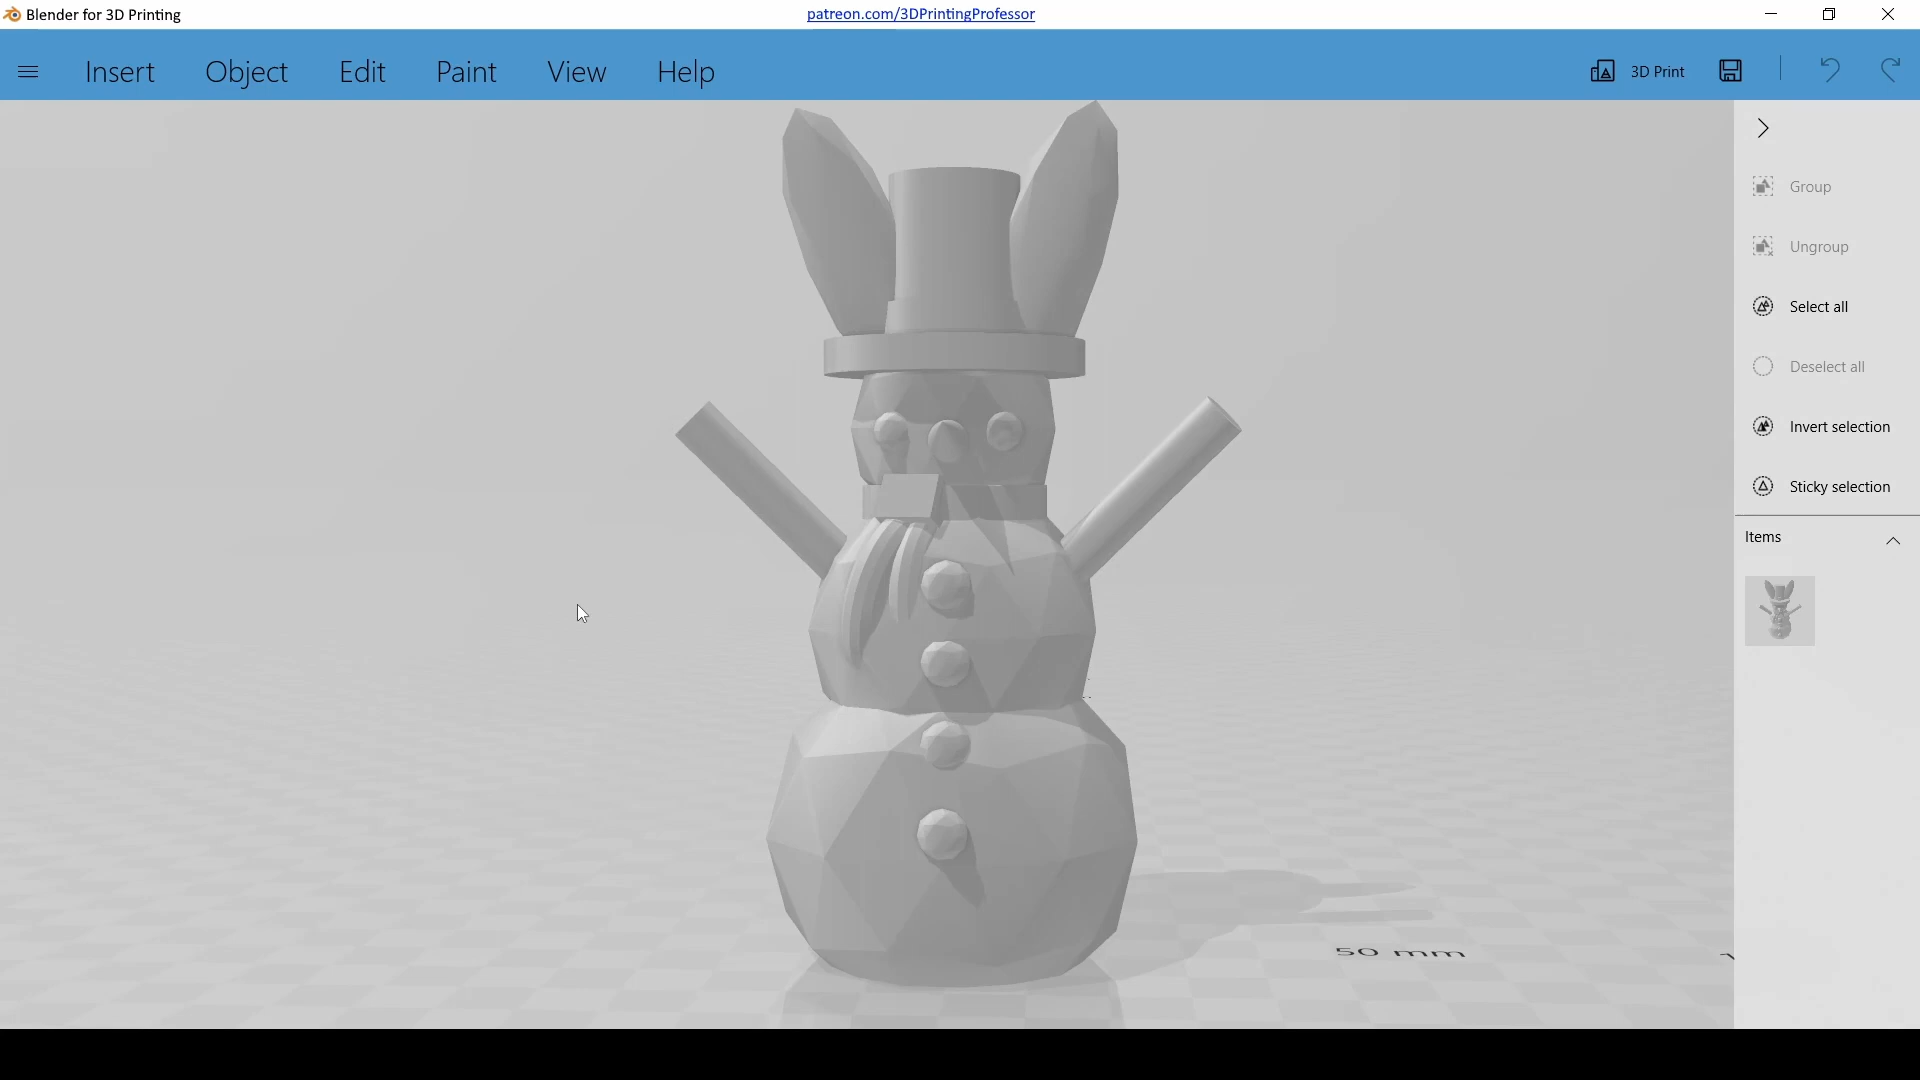 Blender for 3D Printing
patreon.com/3DPrintingProfessor
Insert Object Edit Paint View Help
3D Print
Group
Ungroup
Select all
Deselect all
Invert selection
Sticky selection
Items
50 mm